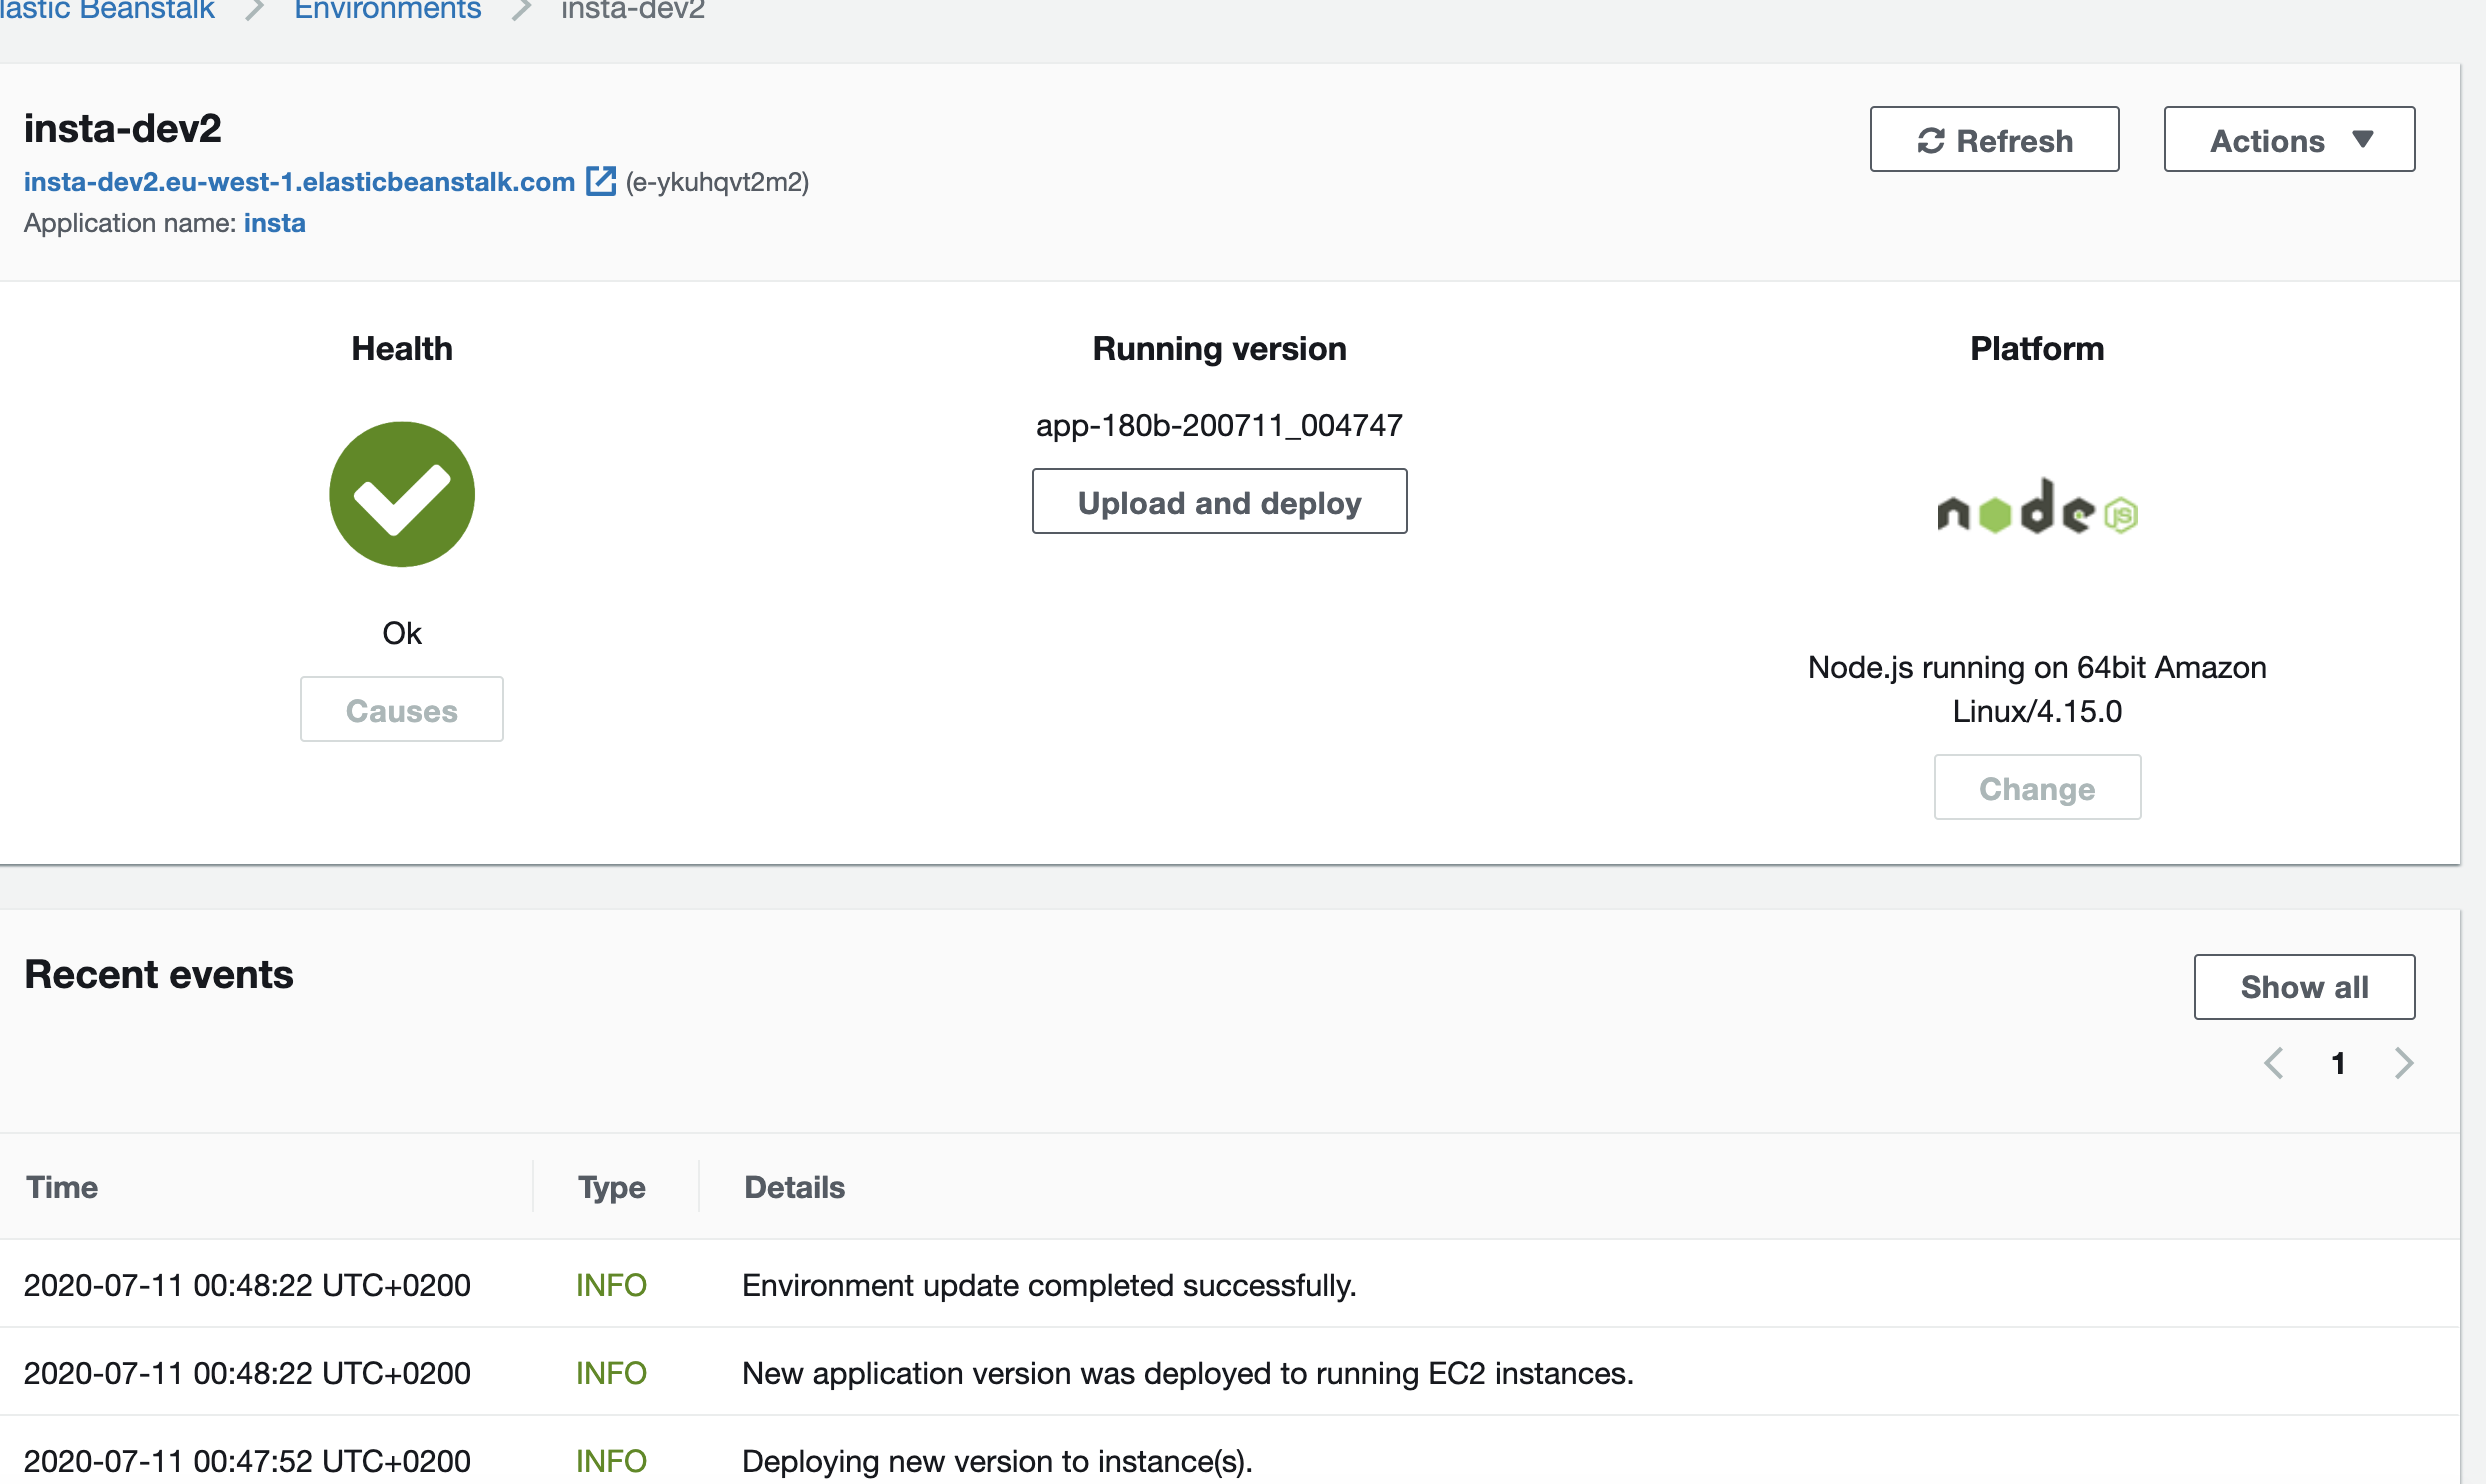 lastic Beanstalk Environments insta-dev2
insta-dev2
insta-dev2.eu-west-1.elasticbeanstalk.com (e-ykuhqvt2m2)
Application name: insta
Refresh
Actions
Health
Ok
Causes
Running version
app-180b-200711_004747
Upload and deploy
Platform
node JS
Node.js running on 64bit Amazon
Linux/4.15.0
Change
Recent events
Show all
1
Time Type Details
2020-07-11 00:48:22 UTC+0200 INFO Environment update completed successfully.
2020-07-11 00:48:22 UTC+0200 INFO New application version was deployed to running EC2 instances.
2020-07-11 00:47:52 UTC+0200 INFO Deploying new version to instance(s).